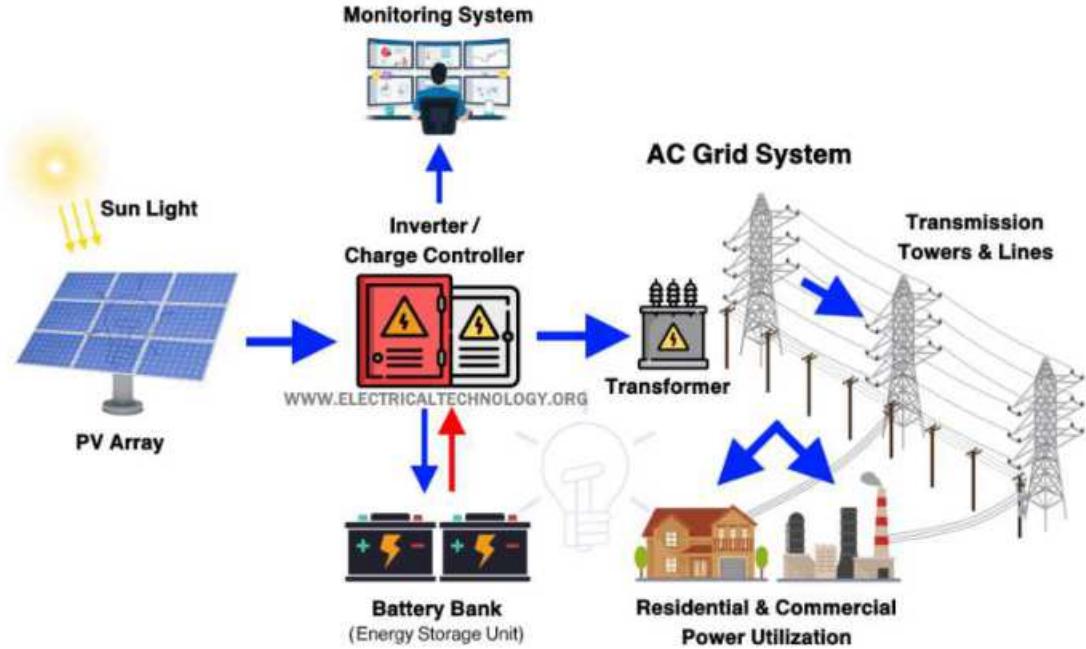 Monitoring System
Sun Light
AC Grid System
Inverter /
Charge Controller
Transmission
Towers & Lines
WWW.ELECTRICALTECHNOLOGY.ORG
Transformer
PV Array
Battery Bank
(Energy Storage Unit)
Residential & Commercial
Power Utilization